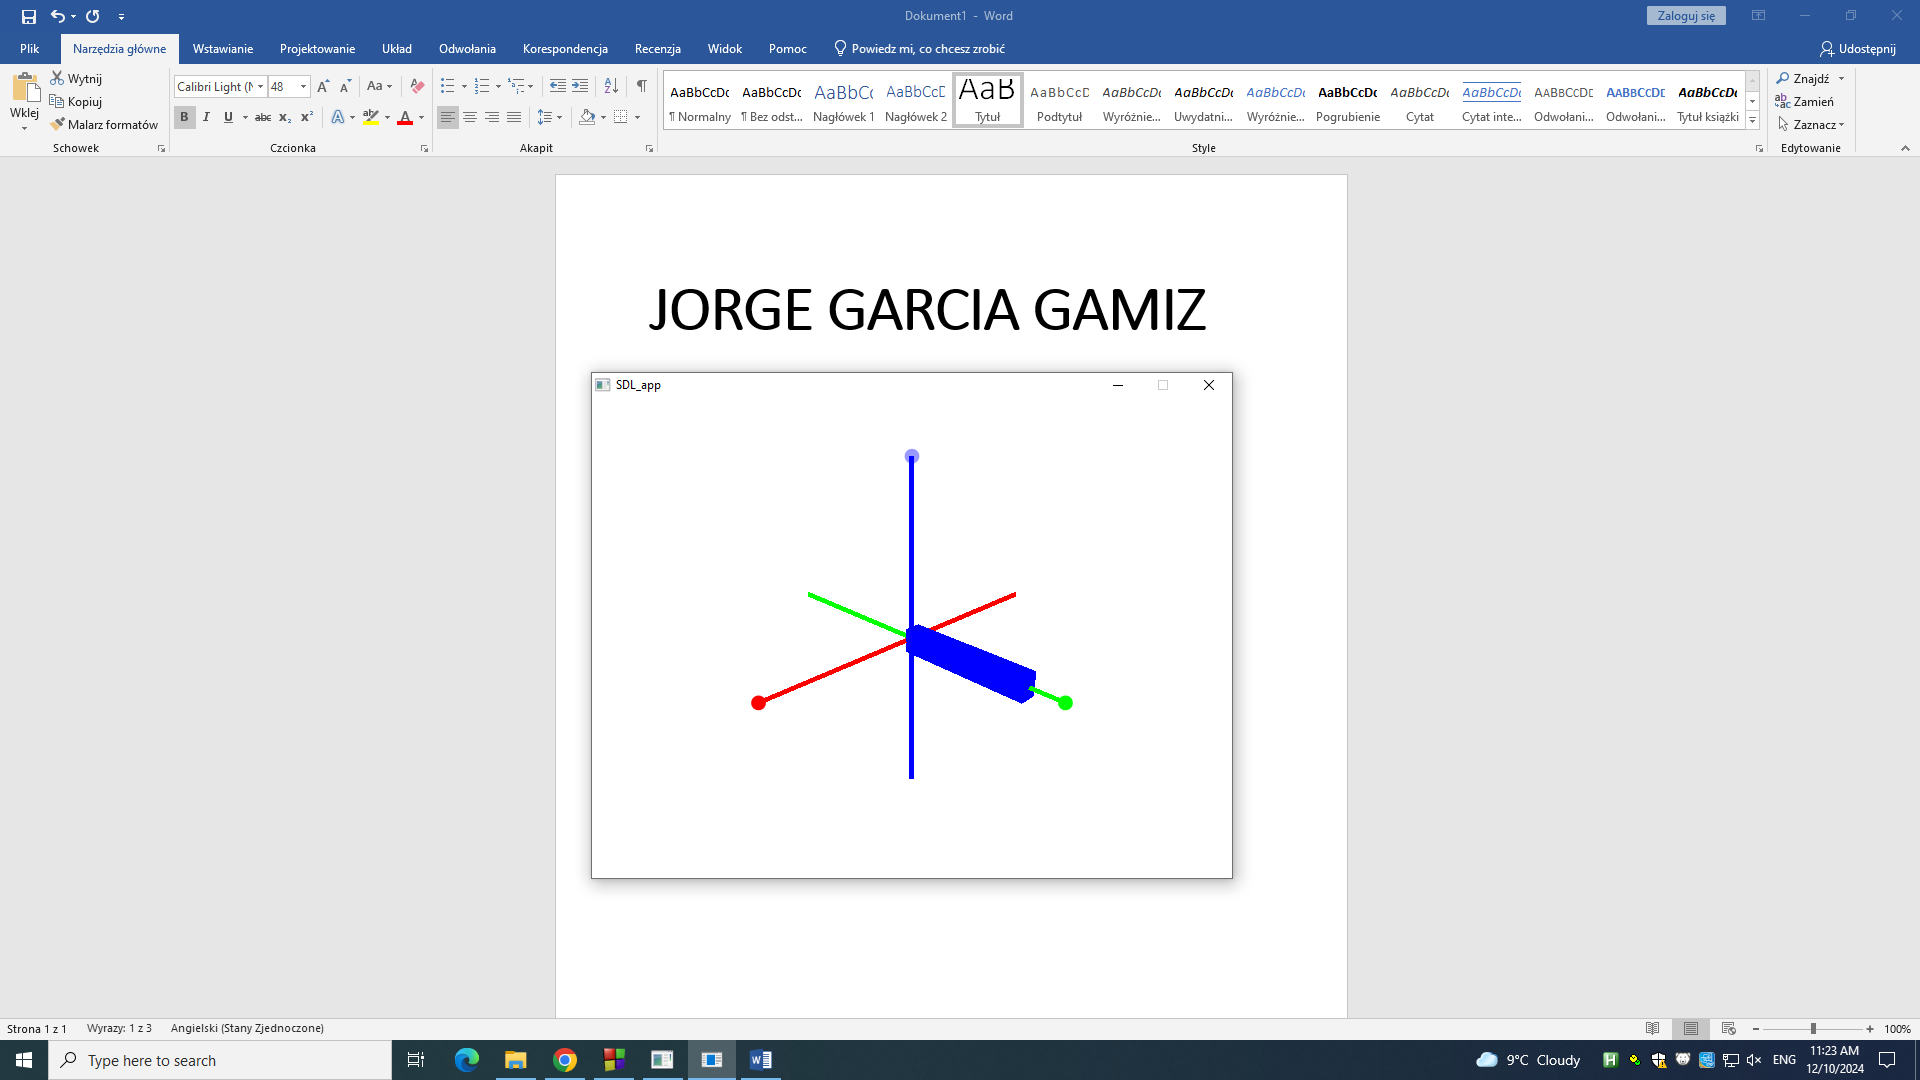 Dokument1 - Word
Zaloguj się
Plik
Narzędzia główne
Wstawianie
Projektowanie
Układ
Odwołania
Korespondencja
Recenzja
Widok
Pomoc
Powiedz mi, co chcesz zrobić
Udostępnij
Wklej
Wytnij
Kopiuj
Malarz formatów
Schowek
Calibri Light (N
48
Czcionka
Akapit
AaBbCcDc
¶ Normalny
AaBbCcDc
¶ Bez odst...
AaBbCc
Nagłówek 1
AaBbCcD
Nagłówek 2
AaB
Tytuł
AaBbCcD
Podtytuł
AaBbCcDc
Wyróżnie...
AaBbCcDc
Uwydatni...
AaBbCcDc
Wyróżnie...
AaBbCcDc
Pogrubienie
AaBbCcDc
Cytat
AaBbCcDc
Cytat inte...
AaBbCcDc
Odwołani...
AaBbCcDc
Odwołani...
AaBbCcDc
Tytuł książki
Style
Znajdź
Zamień
Zaznacz
Edytowanie
JORGE GARCIA GAMIZ
SDL_app
Strona 1 z 1
Wyrazy: 1 z 3
Angielski (Stany Zjednoczone)
100%
Type here to search
9°C Cloudy
ENG
11:23 AM
12/10/2024